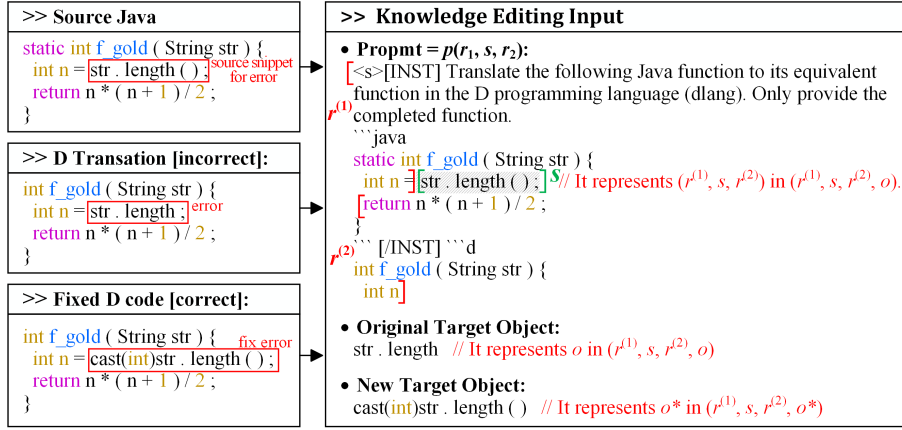 >> Source Java
static int f_gold ( String str ) {
int n = str . length ( ) ;
source snippet
for error
return n * ( n + 1 ) / 2 ;
}
>> D Transation [incorrect]:
int f_gold ( String str ) {
int n = str . length ; error
return n * ( n + 1 ) / 2 ;
}
>> Fixed D code [correct]:
int f_gold ( String str ) {
fix error
int n = cast(int)str . length ( ) ;
return n * ( n + 1 ) / 2 ;
}
>> Knowledge Editing Input
• Propmt = p(r₁, s, r₂):
<s>[INST] Translate the following Java function to its equivalent
function in the D programming language (dlang). Only provide the
completed function.
r⁽¹⁾
```java
static int f_gold ( String str ) {
int n = str . length ( ) ; s // It represents (r⁽¹⁾, s, r⁽²⁾) in (r⁽¹⁾, s, r⁽²⁾, o).
return n * ( n + 1 ) / 2 ;
}
r⁽²⁾ ``` [/INST] ```d
int f_gold ( String str ) {
int n
• Original Target Object:
str . length // It represents o in (r⁽¹⁾, s, r⁽²⁾, o)
• New Target Object:
cast(int)str . length ( ) // It represents o* in (r⁽¹⁾, s, r⁽²⁾, o*)